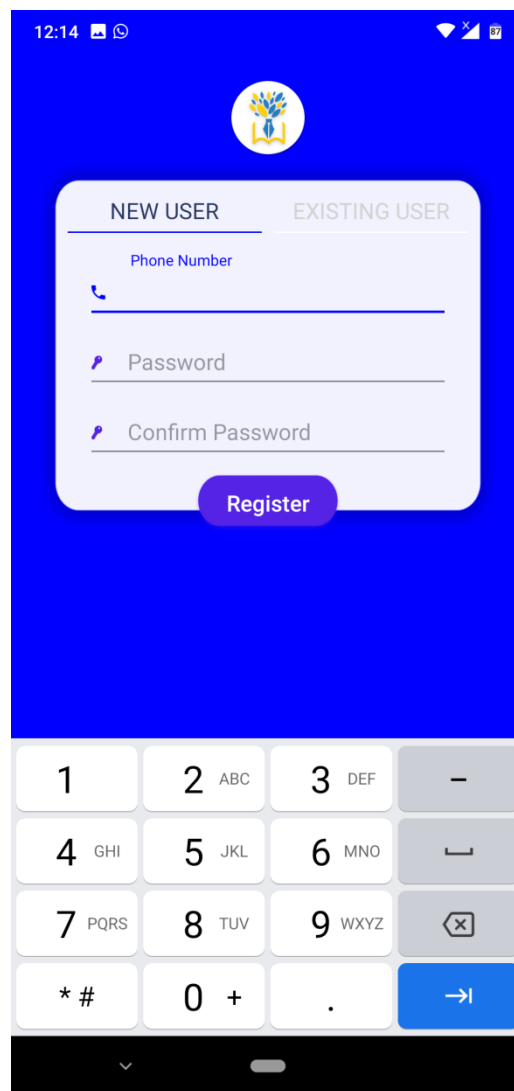 12:14
87
NEW USER EXISTING USER
Phone Number
Password
Confirm Password
Register
1 2 ABC 3 DEF -
4 GHI 5 JKL 6 MNO
7 PQRS 8 TUV 9 WXYZ
* # 0 + .